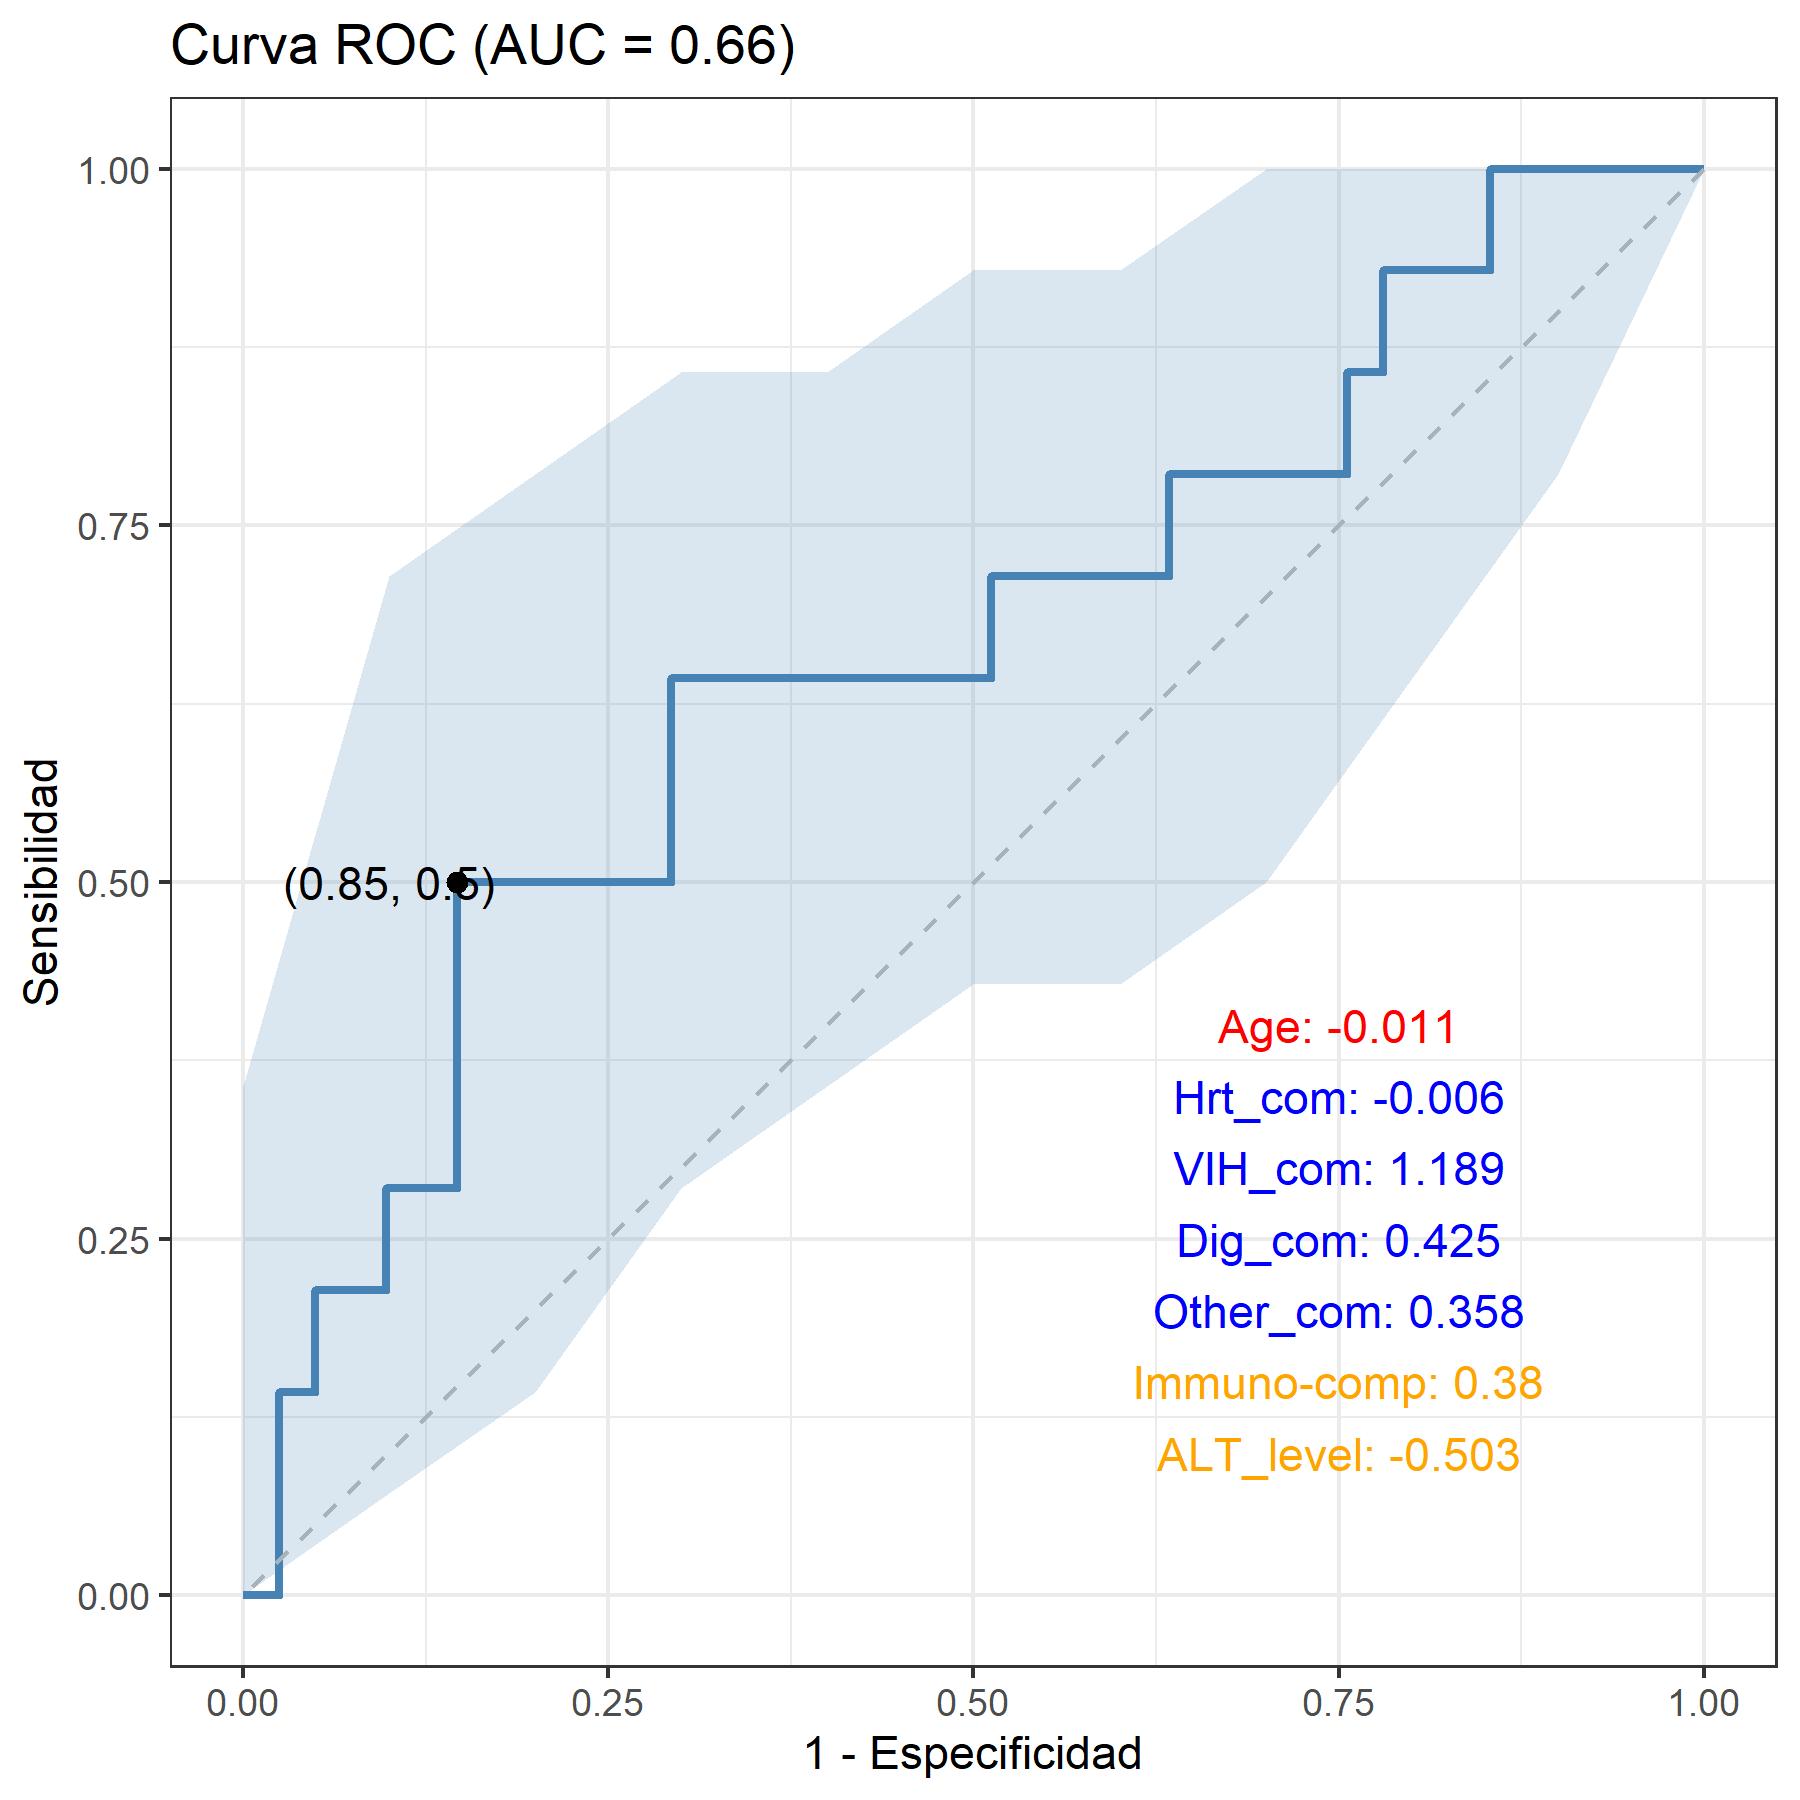 Curva ROC (AUC = 0.66)
1.00
0.75
0.50
0.25
0.00
Sensibilidad
(0.85, 0.5)
Age: -0.011
Hrt_com: -0.006
VIH_com: 1.189
Dig_com: 0.425
Other_com: 0.358
Immuno-comp: 0.38
ALT_level: -0.503
0.00
0.25
0.50
0.75
1.00
1 - Especificidad